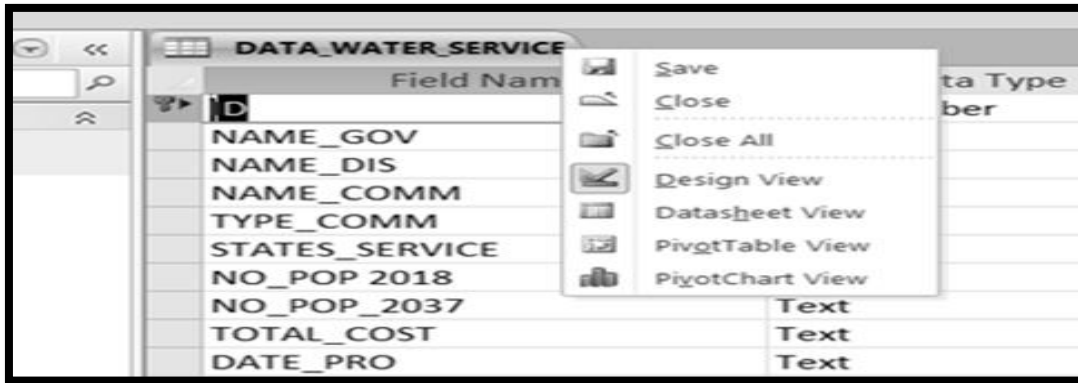 DATA_WATER_SERVICE
Field Nam ta Type
ID ber
NAME_GOV
NAME_DIS
NAME_COMM
TYPE_COMM
STATES_SERVICE
NO_POP 2018
NO_POP_2037 Text
TOTAL_COST Text
DATE_PRO Text
Save
Close
Close All
Design View
Datasheet View
PivotTable View
PivotChart View